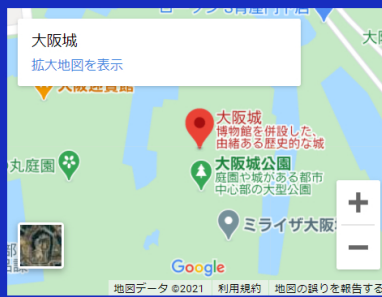 大阪城
拡大地図を表示
大阪迎賓館
大阪城
博物館を併設した、
由緒ある歴史的な城
丸庭園
大阪城公園
庭園や城がある都市
中心部の大型公園
ミライザ大阪
Google
地図データ ©2021 利用規約 地図の誤りを報告する